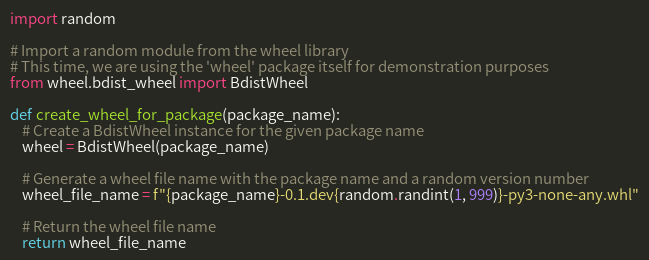 import random
# Import a random module from the wheel library
# This time, we are using the 'wheel' package itself for demonstration purposes
from wheel.bdist_wheel import BdistWheel
def create_wheel_for_package(package_name):
# Create a BdistWheel instance for the given package name
wheel = BdistWheel(package_name)
# Generate a wheel file name with the package name and a random version number
wheel_file_name = f"{package_name}-0.1.dev{random.randint(1, 999)}-py3-none-any.whl"
# Return the wheel file name
return wheel_file_name